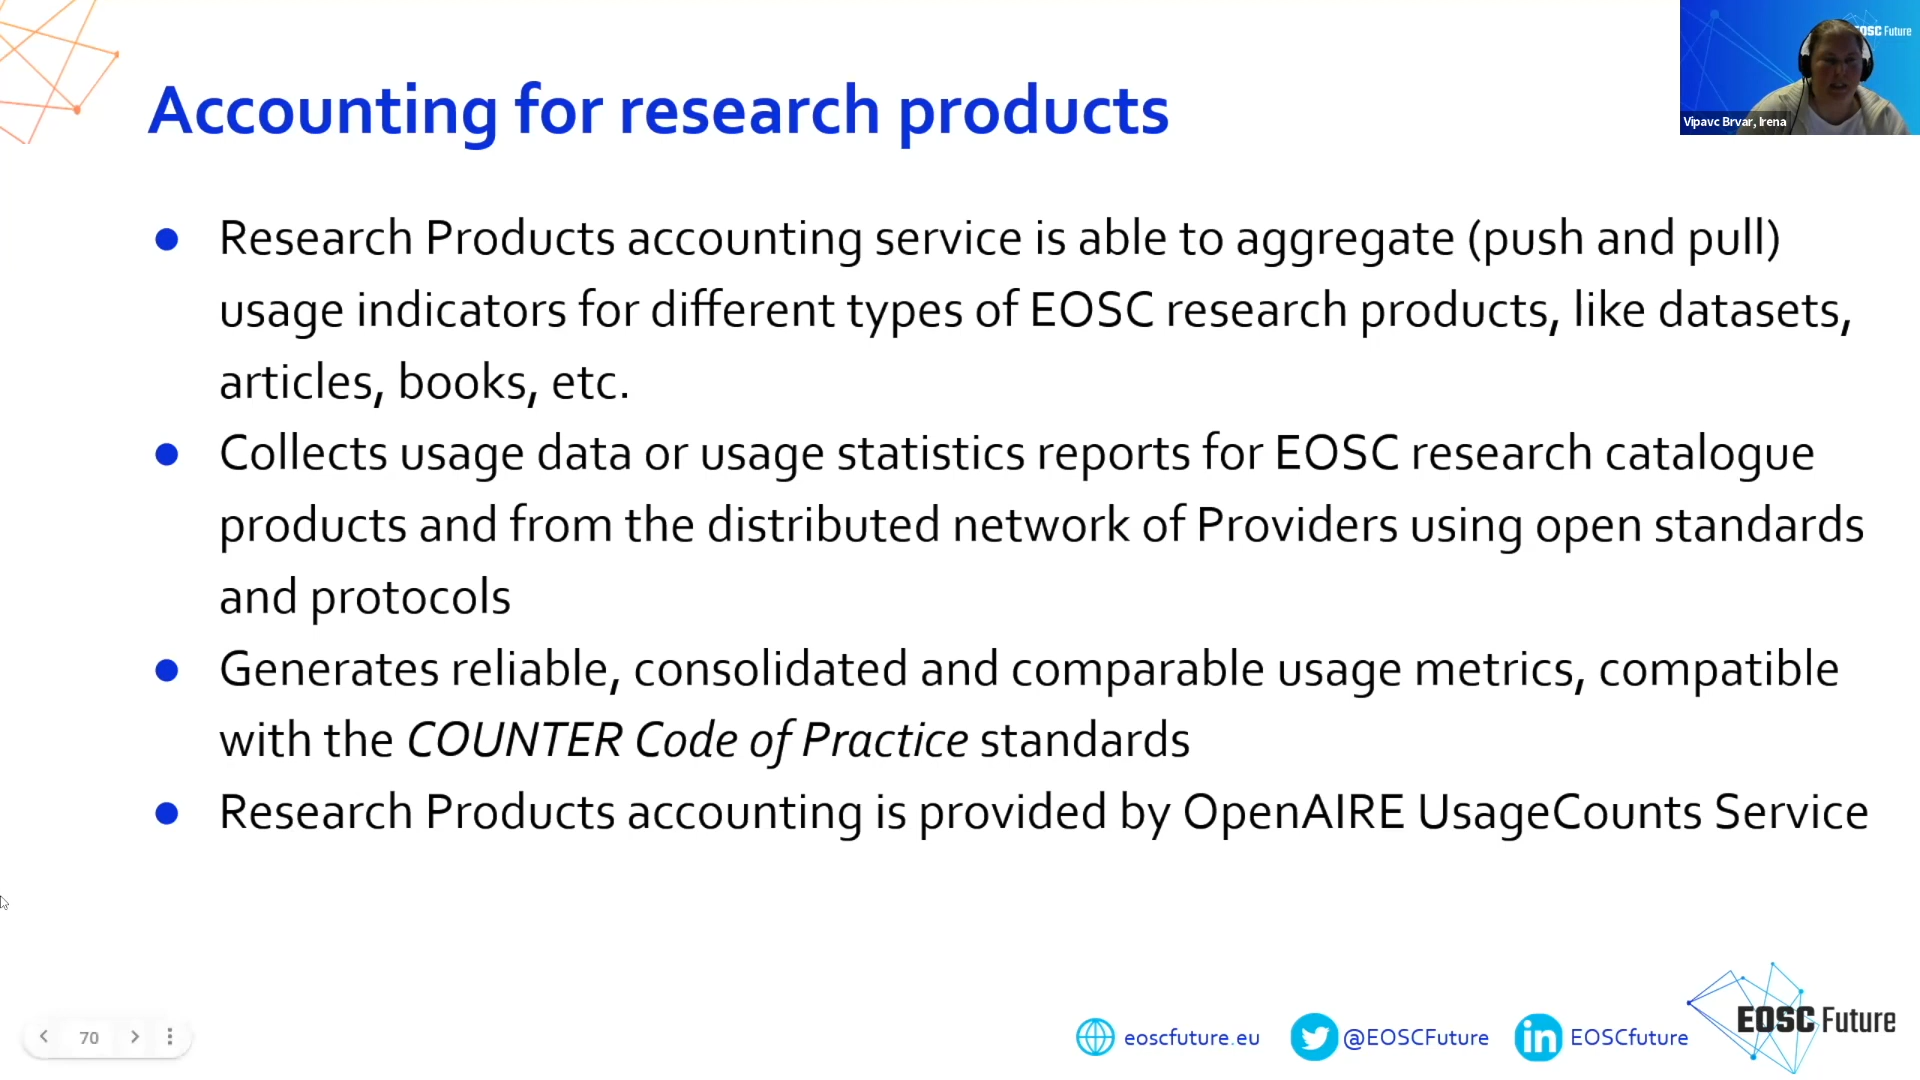 EOSC Future
Vipavc Brvar, Irena
Accounting for research products
● Research Products accounting service is able to aggregate (push and pull)
usage indicators for different types of EOSC research products, like datasets,
articles, books, etc.
● Collects usage data or usage statistics reports for EOSC research catalogue
products and from the distributed network of Providers using open standards
and protocols
● Generates reliable, consolidated and comparable usage metrics, compatible
with the COUNTER Code of Practice standards
● Research Products accounting is provided by OpenAIRE UsageCounts Service
70
eoscfuture.eu
@EOSCFuture
in EOSCfuture
EOSC Future